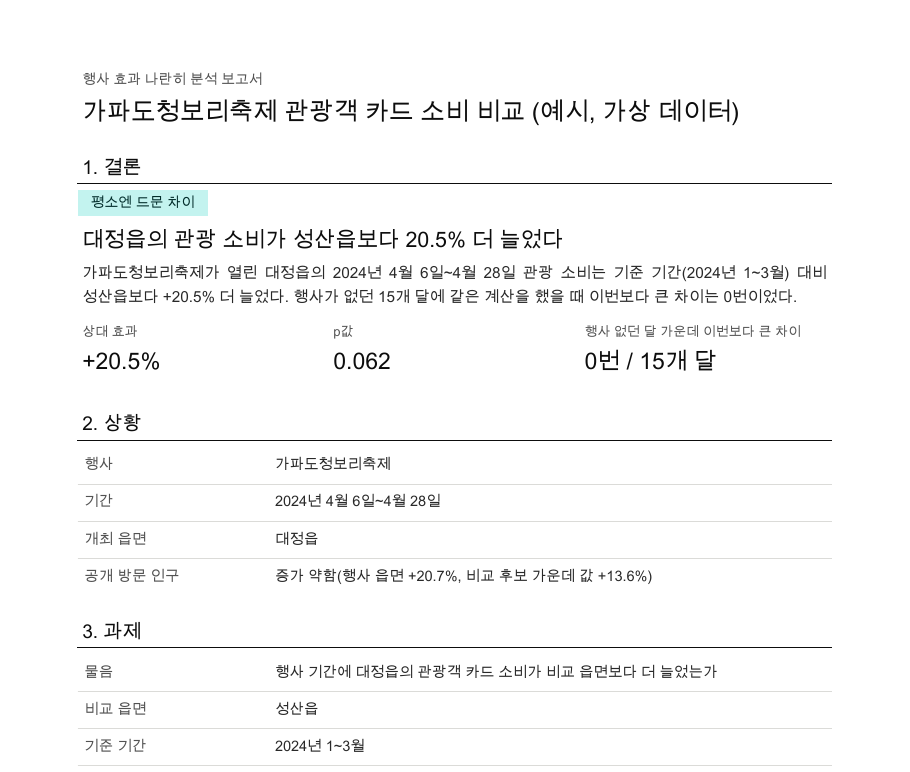 행사 효과 나란히 분석 보고서
가파도청보리축제 관광객 카드 소비 비교 (예시, 가상 데이터)
1. 결론
평소엔 드문 차이
대정읍의 관광 소비가 성산읍보다 20.5% 더 늘었다
가파도청보리축제가 열린 대정읍의 2024년 4월 6일~4월 28일 관광 소비는 기준 기간(2024년 1~3월) 대비
성산읍보다 +20.5% 더 늘었다. 행사가 없던 15개 달에 같은 계산을 했을 때 이번보다 큰 차이는 0번이었다.
상대 효과 p값 행사 없던 달 가운데 이번보다 큰 차이
+20.5% 0.062 0번 / 15개 달
2. 상황
행사 가파도청보리축제
기간 2024년 4월 6일~4월 28일
개최 읍면 대정읍
공개 방문 인구 증가 약함(행사 읍면 +20.7%, 비교 후보 가운데 값 +13.6%)
3. 과제
물음 행사 기간에 대정읍의 관광객 카드 소비가 비교 읍면보다 더 늘었는가
비교 읍면 성산읍
기준 기간 2024년 1~3월